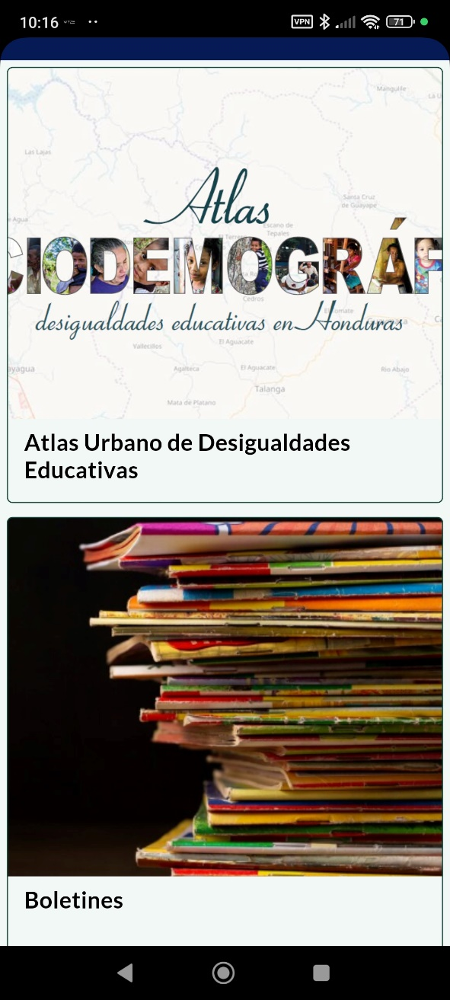 10:16
VPN
71
Mangulile
Las Lajas
Santa Cruz
de Guayape
Atlas
Escano de
Tepales
CIODEMOGRÁF
Cedros
desigualdades educativas en Honduras
El Aguacate
Vallecillos
Agalteca
El Aguacate
Rio Abajo
Talanga
Mata de Platano
Atlas Urbano de Desigualdades
Educativas
Boletines